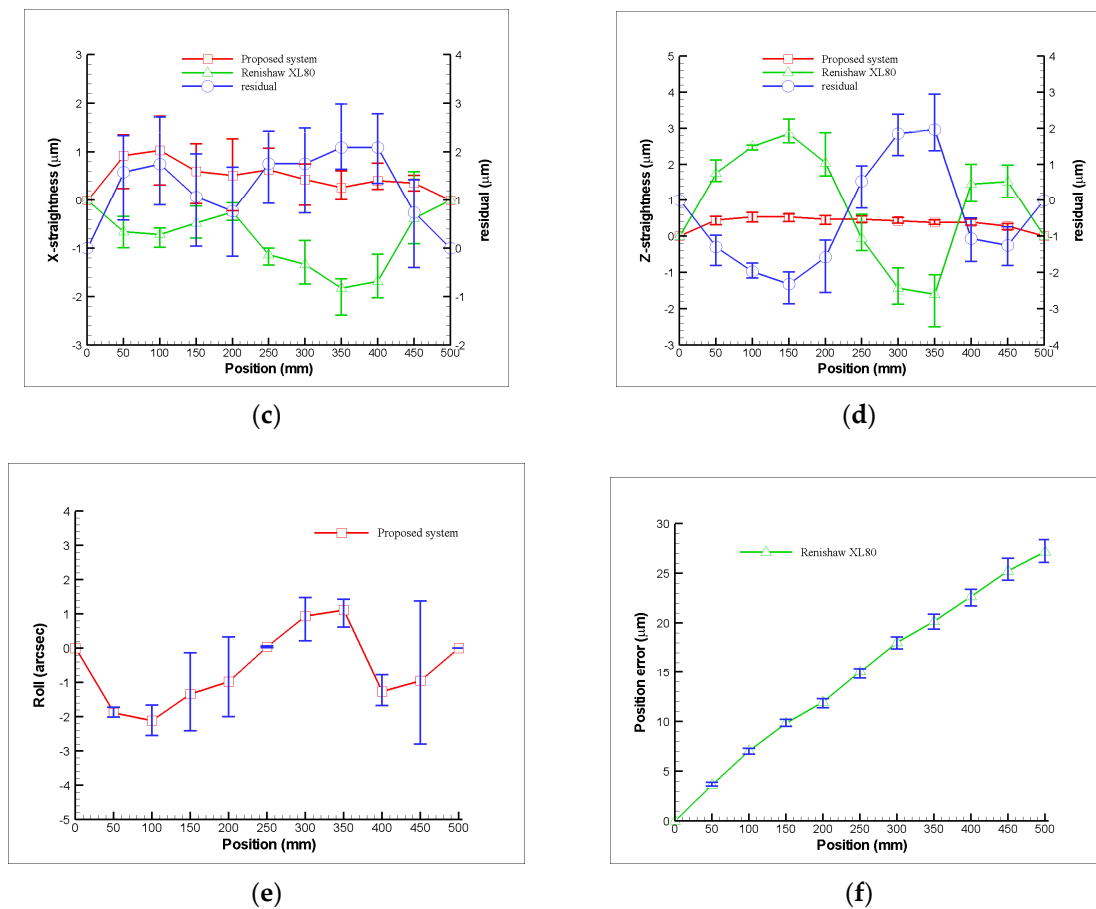 Proposed system
Renishaw XL80
residual
X-straightness (μm)
3
2
1
0
-1
-2
-3
residual (μm)
4
3
2
1
0
-1
-2
0 50 100 150 200 250 300 350 400 450 500
Position (mm)
(c)
Proposed system
Renishaw XL80
residual
Z-straightness (μm)
5
4
3
2
1
0
-1
-2
-3
residual (μm)
4
3
2
1
0
-1
-2
-3
-4
0 50 100 150 200 250 300 350 400 450 500
Position (mm)
(d)
Proposed system
Roll (arcsec)
4
3
2
1
0
-1
-2
-3
-4
-5
0 50 100 150 200 250 300 350 400 450 500
Position (mm)
(e)
Renishaw XL80
Position error (μm)
30
25
20
15
10
5
0
0 50 100 150 200 250 300 350 400 450 500
Position (mm)
(f)